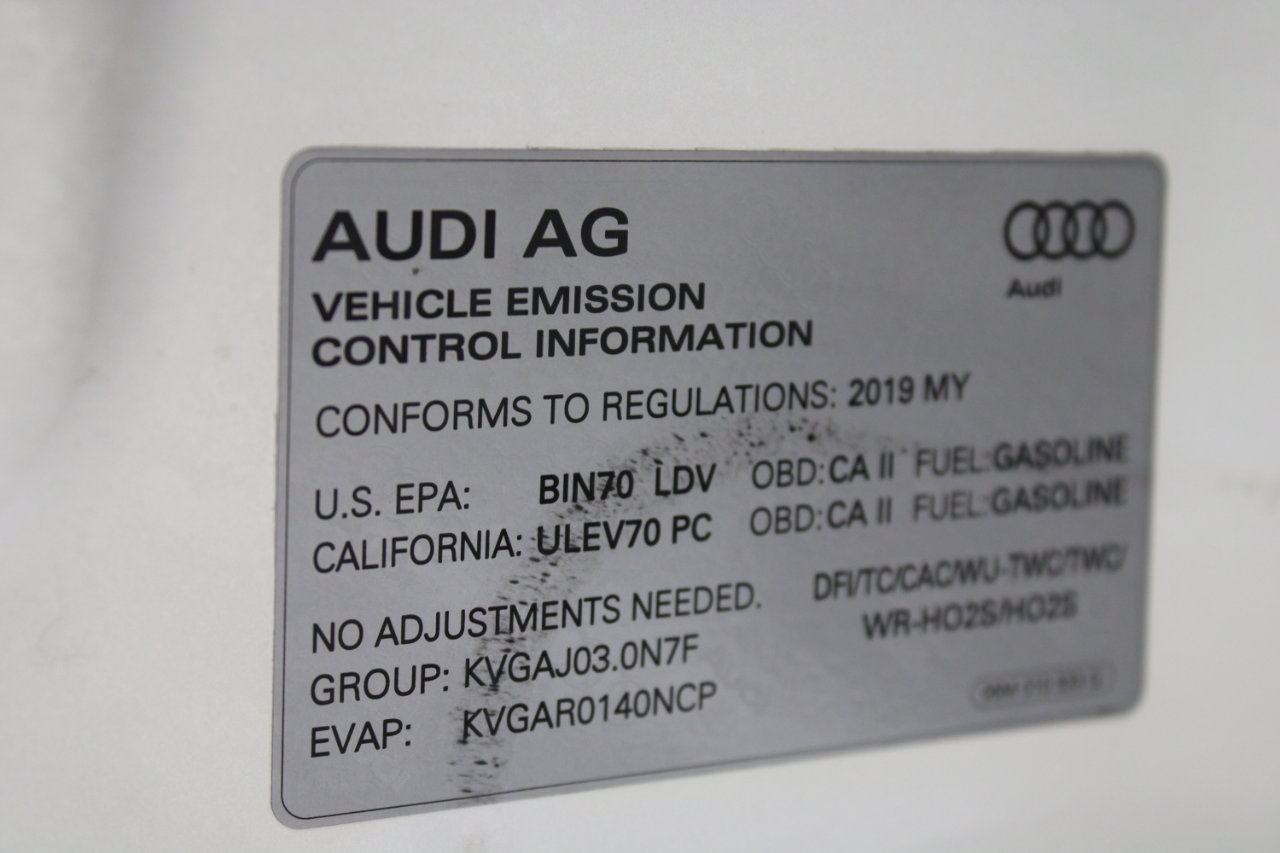 AUDI AG
Audi
VEHICLE EMISSION
CONTROL INFORMATION
CONFORMS TO REGULATIONS: 2019 MY
U.S. EPA: BIN70 LDV OBD: CA II FUEL: GASOLINE
CALIFORNIA: ULEV70 PC OBD: CA II FUEL: GASOLINE
NO ADJUSTMENTS NEEDED. DFI/TC/CAC/WU-TWC/TWC/
WR-HO2S/HO2S
GROUP: KVGAJ03.0N7F
EVAP: KVGAR0140NCP